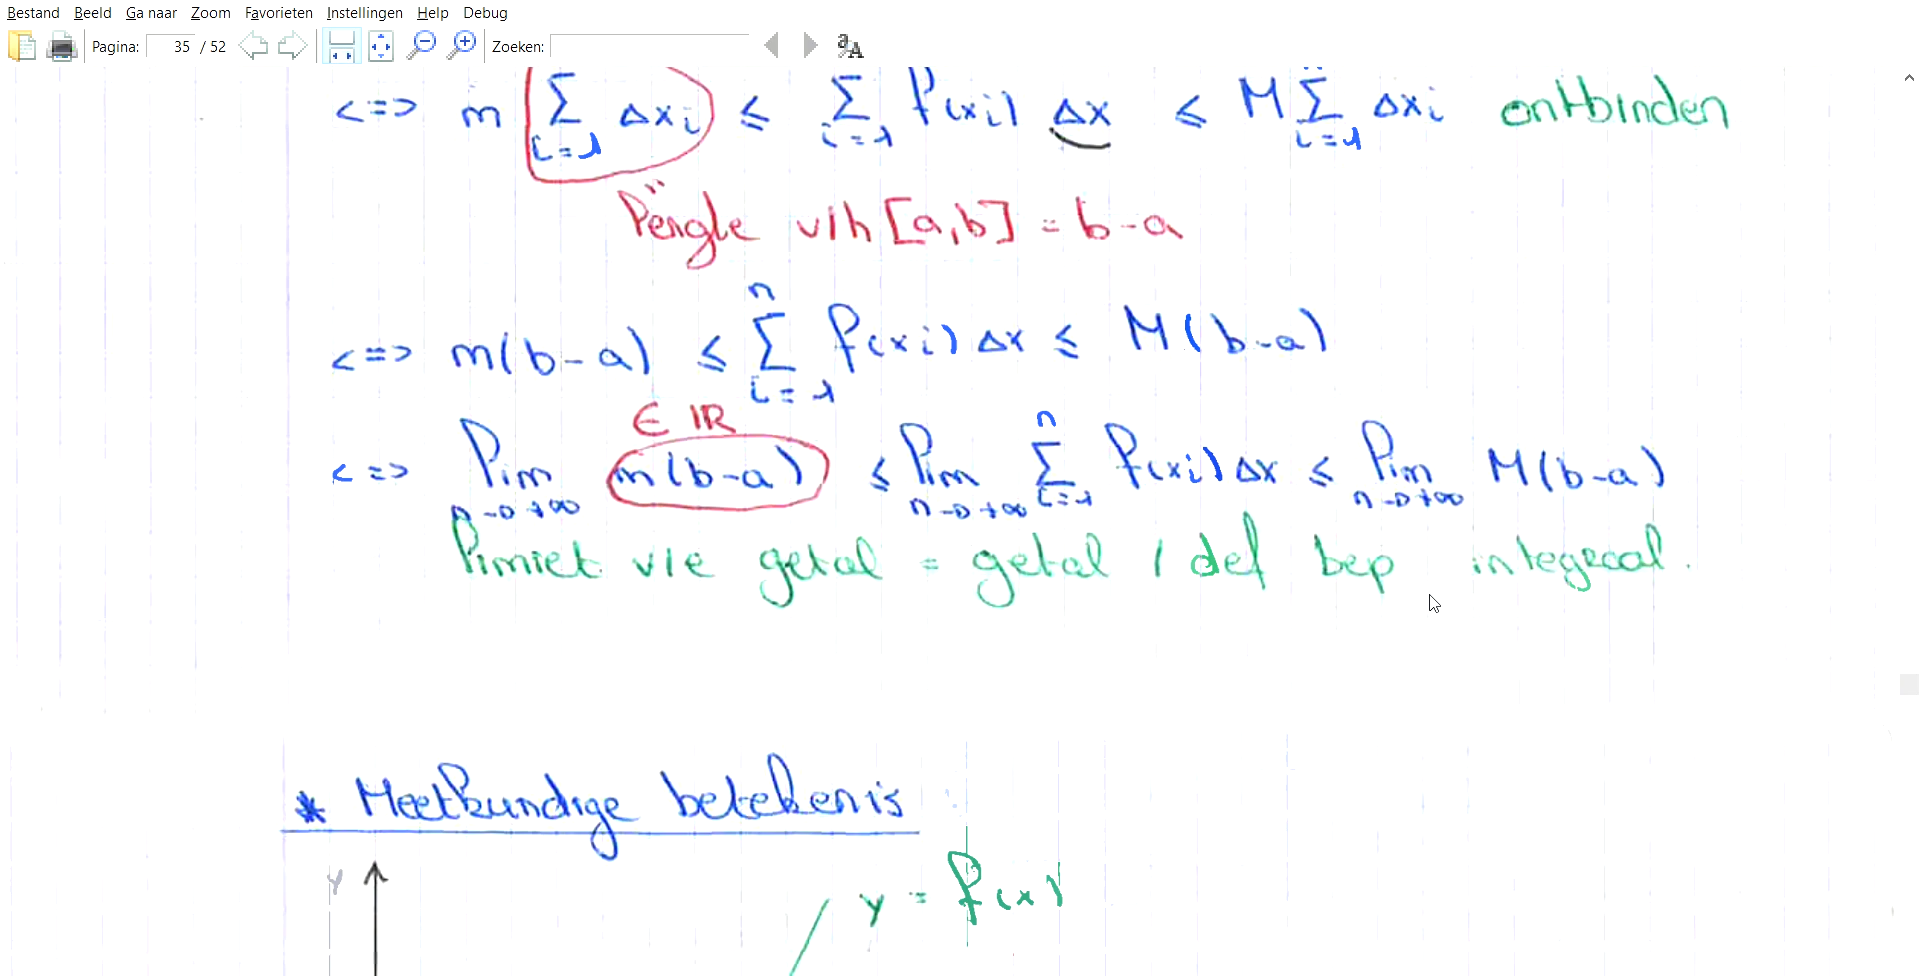 Bestand Beeld Ga naar Zoom Favorieten Instellingen Help Debug
Pagina: 35 / 52 Zoeken:
<=> m Σ i=1 Δxi ≤ Σ i=1 f(xi) Δx ≤ M Σ i=1 Δxi ontbinden
"
lengte v/h [a,b] = b-a
<=> m(b-a) ≤ n Σ i=1 f(xi) Δx ≤ M(b-a)
∈ IR
<=> lim n→+∞ m(b-a) ≤ lim n→+∞ n Σ i=1 f(xi) Δx ≤ lim n→+∞ M(b-a)
limiet v/e getal = getal / def bep integraal.
* Meetkundige betekenis
y y = f(x)